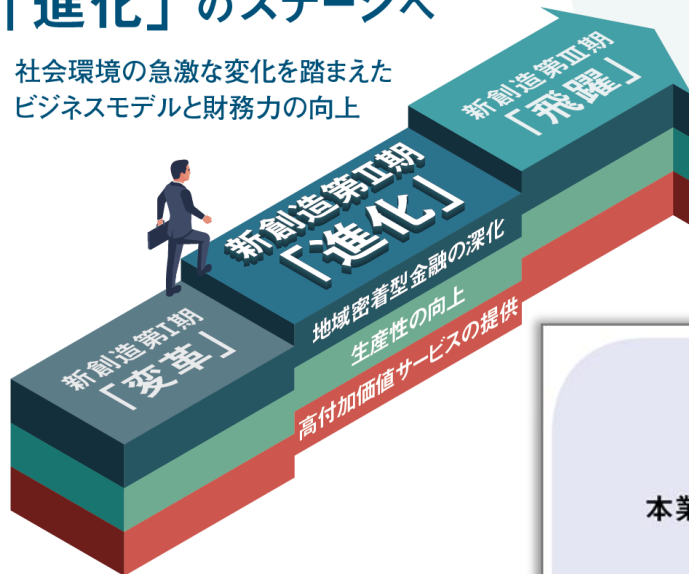 「進化」のステージへ
社会環境の急激な変化を踏まえた
ビジネスモデルと財務力の向上
新創造第Ⅲ期
「飛躍」
新創造第Ⅱ期
「進化」
地域密着型金融の深化
生産性の向上
高付加価値サービスの提供
新創造第Ⅰ期
「変革」
本業